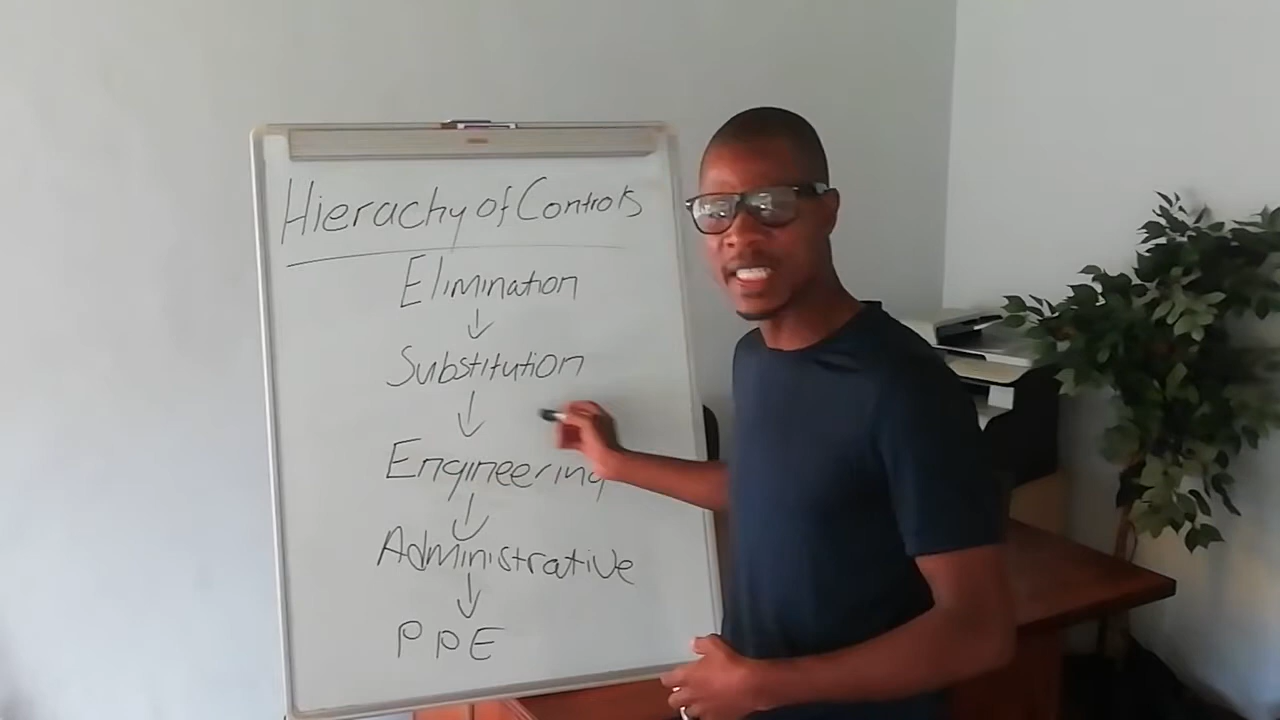 Hierachy of Controls
Elimination
Substitution
Engineering
Administrative
PPE